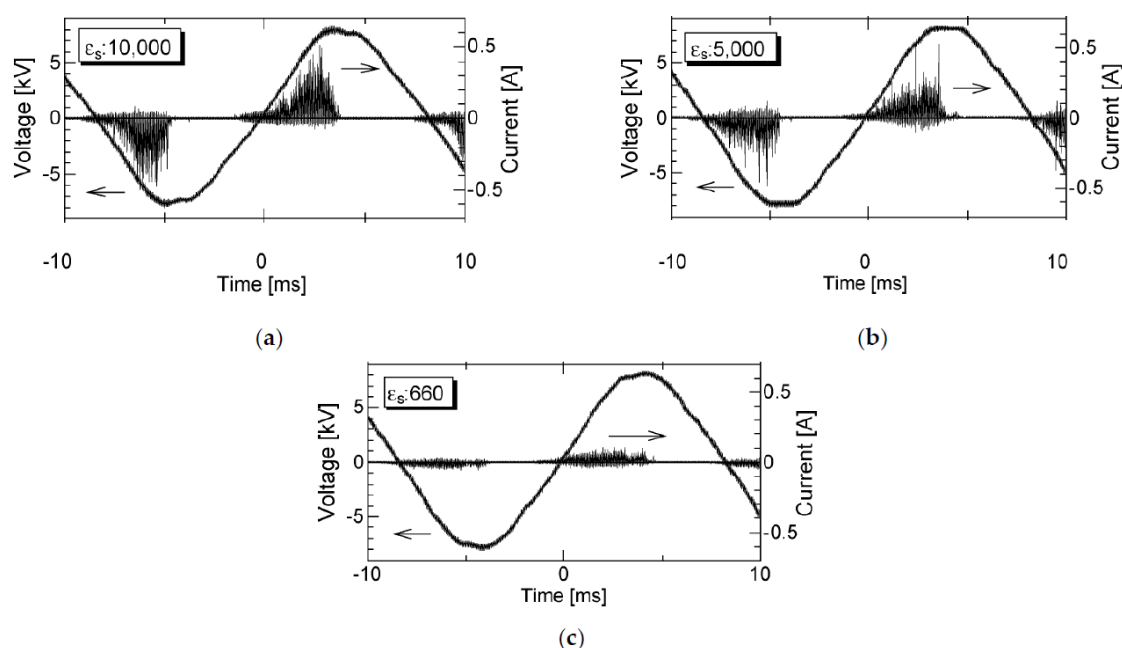 εs:10,000
5
0
-5
Voltage [kV]
0.5
0
-0.5
Current [A]
-10
0
10
Time [ms]
(a)
εs:5,000
5
0
-5
Voltage [kV]
0.5
0
-0.5
Current [A]
-10
0
10
Time [ms]
(b)
εs:660
5
0
-5
Voltage [kV]
0.5
0
-0.5
Current [A]
-10
0
10
Time [ms]
(c)